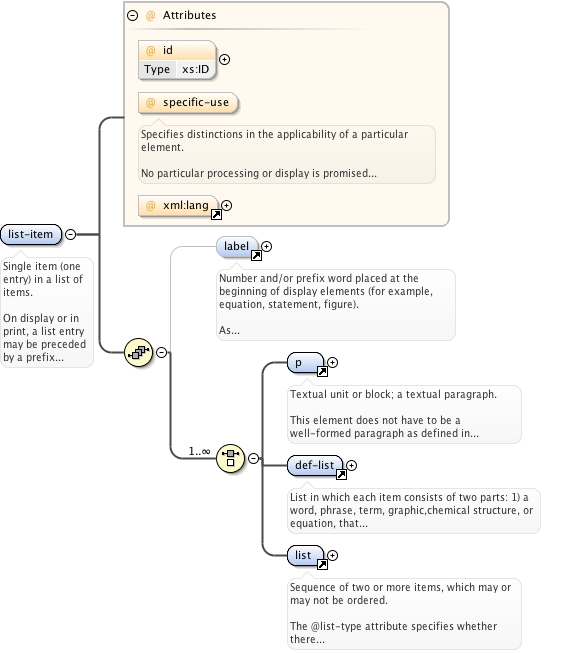 Attributes
@ id
Type xs:ID
@ specific-use
Specifies distinctions in the applicability of a particular
element.
No particular processing or display is promised...
@ xml:lang
list-item
Single item (one
entry) in a list of
items.
On display or in
print, a list entry
may be preceded
by a prefix...
label
Number and/or prefix word placed at the
beginning of display elements (for example,
equation, statement, figure).
As...
p
Textual unit or block; a textual paragraph.
This element does not have to be a
well-formed paragraph as defined in...
1..∞
def-list
List in which each item consists of two parts: 1) a
word, phrase, term, graphic,chemical structure, or
equation, that...
list
Sequence of two or more items, which may or
may not be ordered.
The @list-type attribute specifies whether
there...